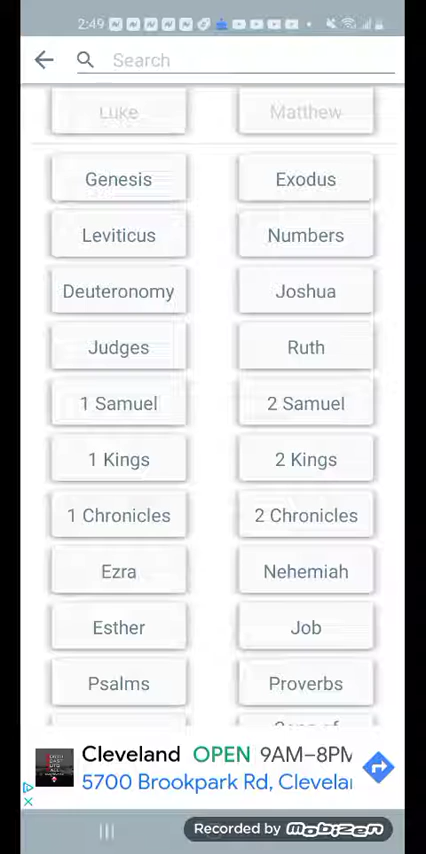 2:49
Search
Luke Matthew
Genesis Exodus
Leviticus Numbers
Deuteronomy Joshua
Judges Ruth
1 Samuel 2 Samuel
1 Kings 2 Kings
1 Chronicles 2 Chronicles
Ezra Nehemiah
Esther Job
Psalms Proverbs
Cleveland OPEN 9AM–8PM
5700 Brookpark Rd, Clevelan
Recorded by mobizen